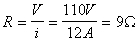 R = V/i = 110V/12A = 9Ω